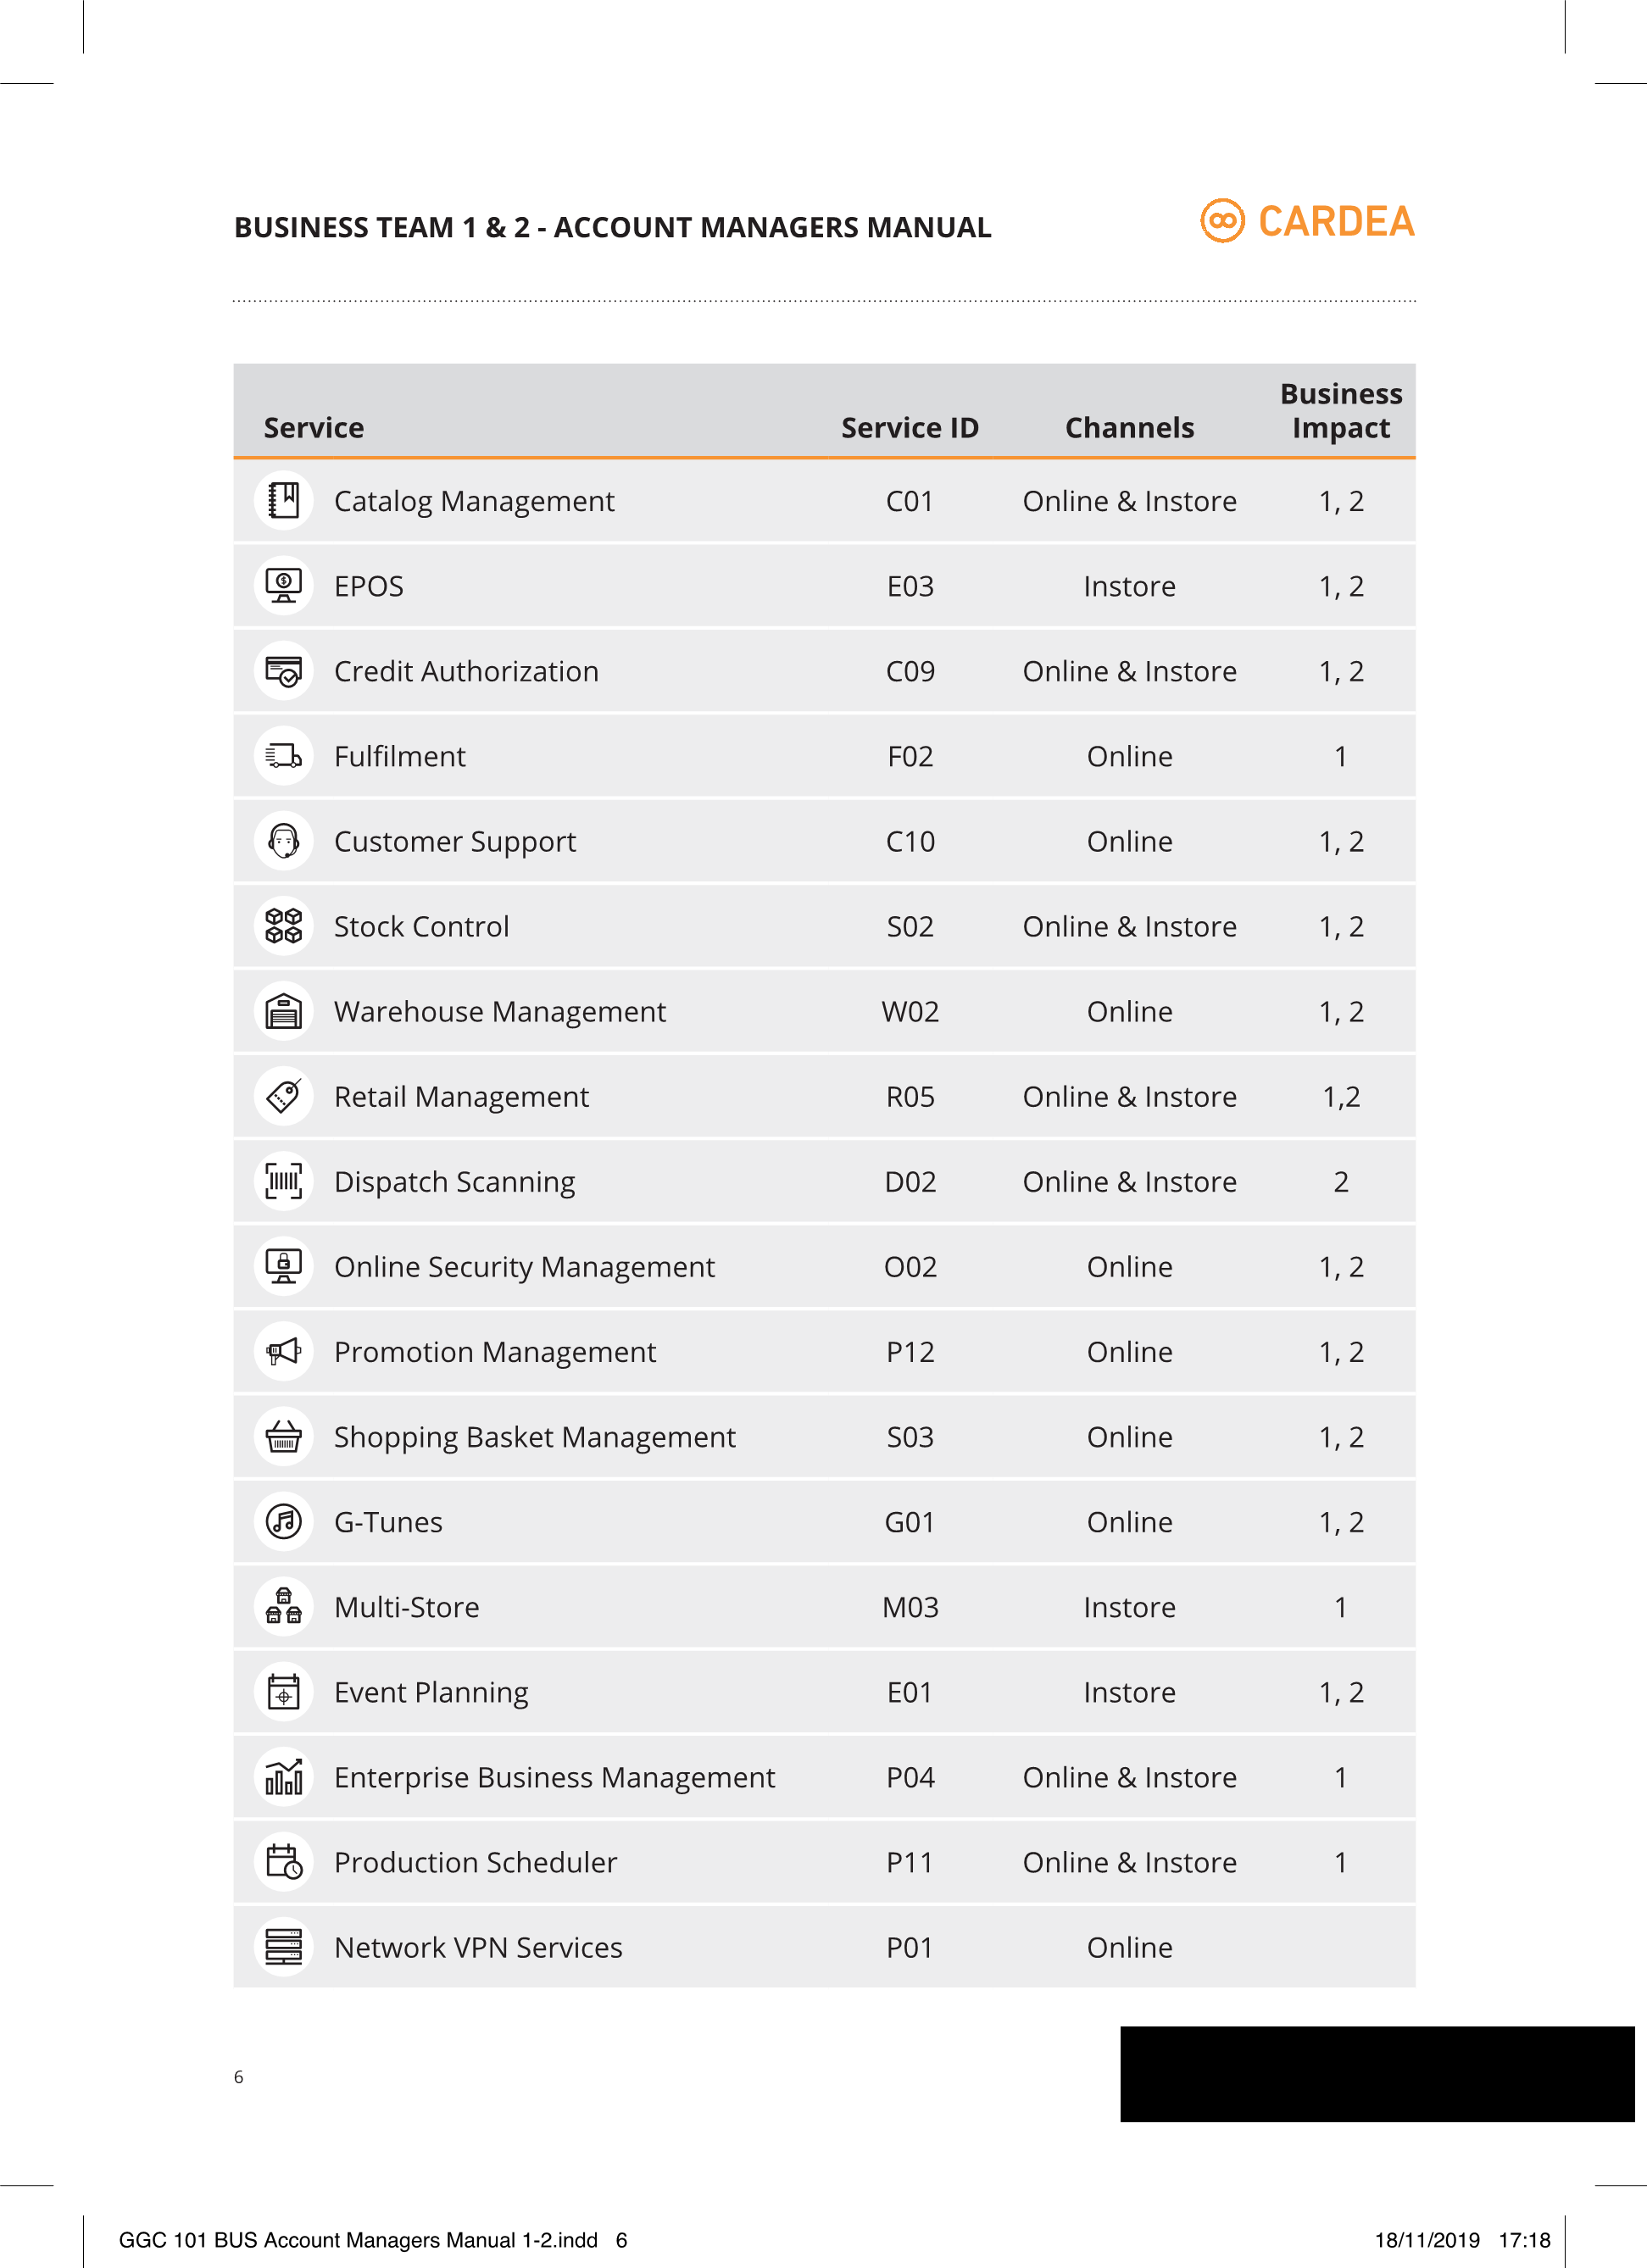 BUSINESS TEAM 1 & 2 - ACCOUNT MANAGERS MANUAL
CARDEA
Service Service ID Channels Business Impact
Catalog Management C01 Online & Instore 1, 2
EPOS E03 Instore 1, 2
Credit Authorization C09 Online & Instore 1, 2
Fulfilment F02 Online 1
Customer Support C10 Online 1, 2
Stock Control S02 Online & Instore 1, 2
Warehouse Management W02 Online 1, 2
Retail Management R05 Online & Instore 1,2
Dispatch Scanning D02 Online & Instore 2
Online Security Management O02 Online 1, 2
Promotion Management P12 Online 1, 2
Shopping Basket Management S03 Online 1, 2
G-Tunes G01 Online 1, 2
Multi-Store M03 Instore 1
Event Planning E01 Instore 1, 2
Enterprise Business Management P04 Online & Instore 1
Production Scheduler P11 Online & Instore 1
Network VPN Services P01 Online
6
GGC 101 BUS Account Managers Manual 1-2.indd 6 18/11/2019 17:18